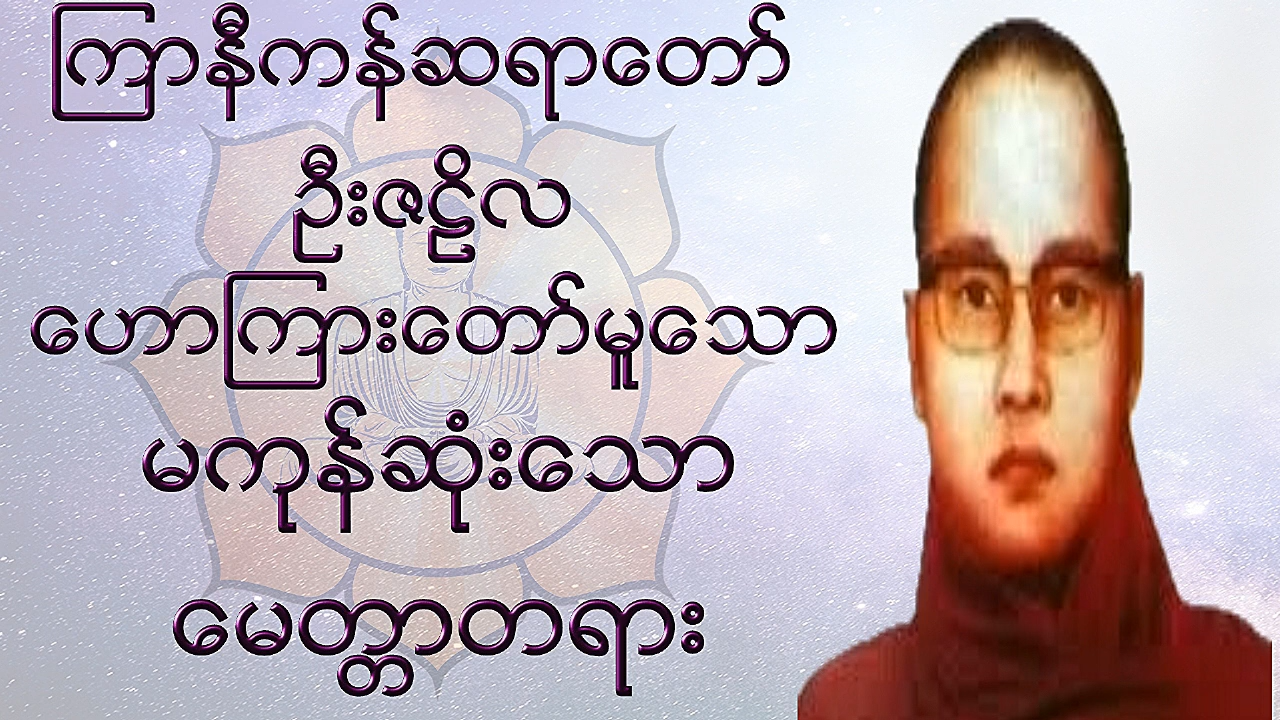 ကြာနီကန်ဆရာတော်
ဦးဇဋိလ
ဟောကြားတော်မူသော
မကုန်ဆုံးသော
မေတ္တာတရား